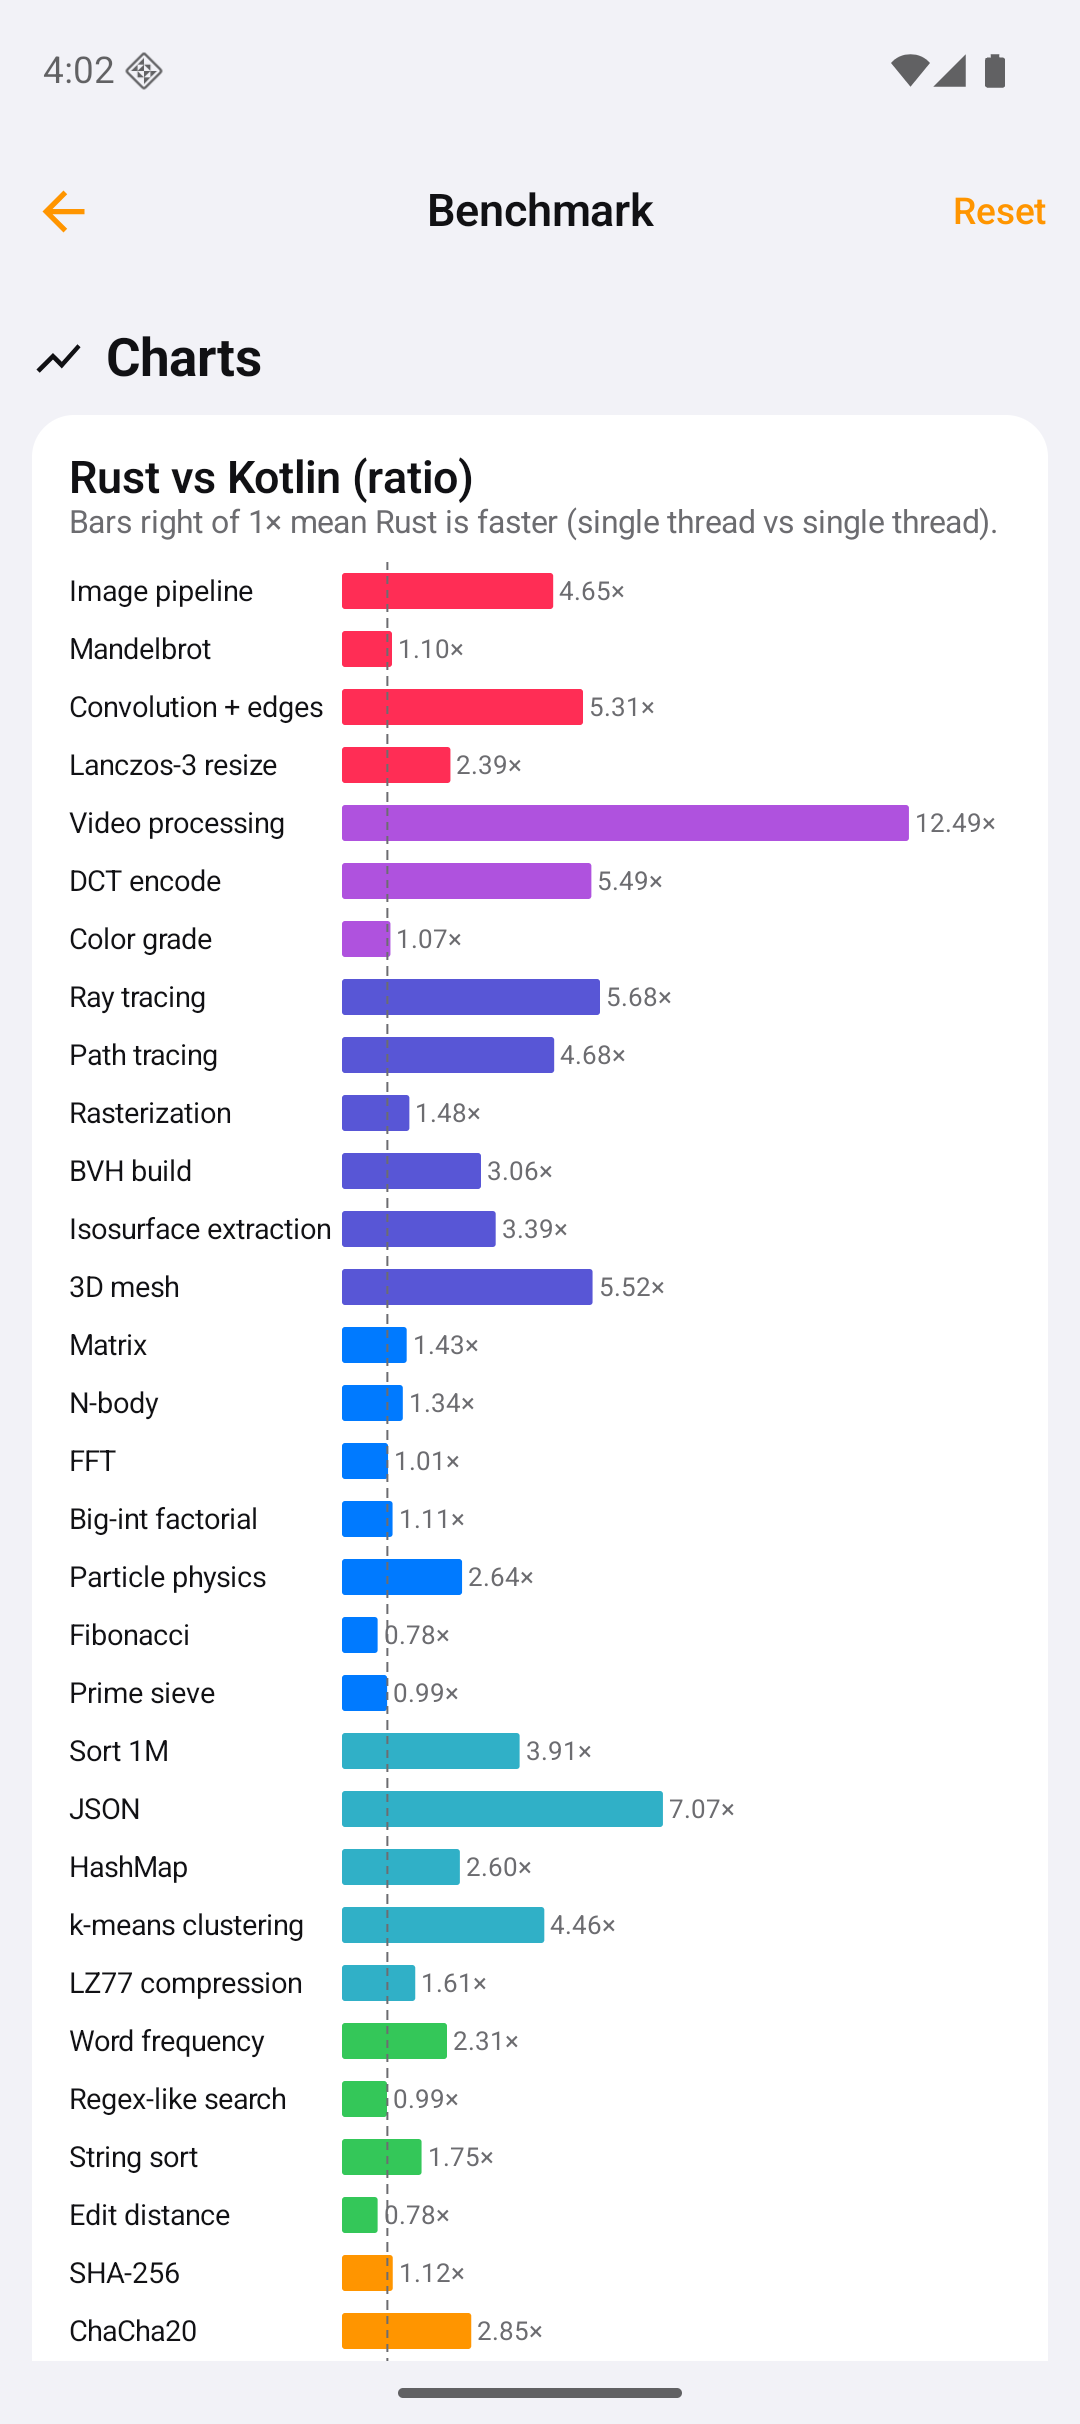 4:02
Benchmark
Reset
Charts
Rust vs Kotlin (ratio)
Bars right of 1× mean Rust is faster (single thread vs single thread).
Image pipeline 4.65×
Mandelbrot 1.10×
Convolution + edges 5.31×
Lanczos-3 resize 2.39×
Video processing 12.49×
DCT encode 5.49×
Color grade 1.07×
Ray tracing 5.68×
Path tracing 4.68×
Rasterization 1.48×
BVH build 3.06×
Isosurface extraction 3.39×
3D mesh 5.52×
Matrix 1.43×
N-body 1.34×
FFT 1.01×
Big-int factorial 1.11×
Particle physics 2.64×
Fibonacci 0.78×
Prime sieve 0.99×
Sort 1M 3.91×
JSON 7.07×
HashMap 2.60×
k-means clustering 4.46×
LZ77 compression 1.61×
Word frequency 2.31×
Regex-like search 0.99×
String sort 1.75×
Edit distance 0.78×
SHA-256 1.12×
ChaCha20 2.85×